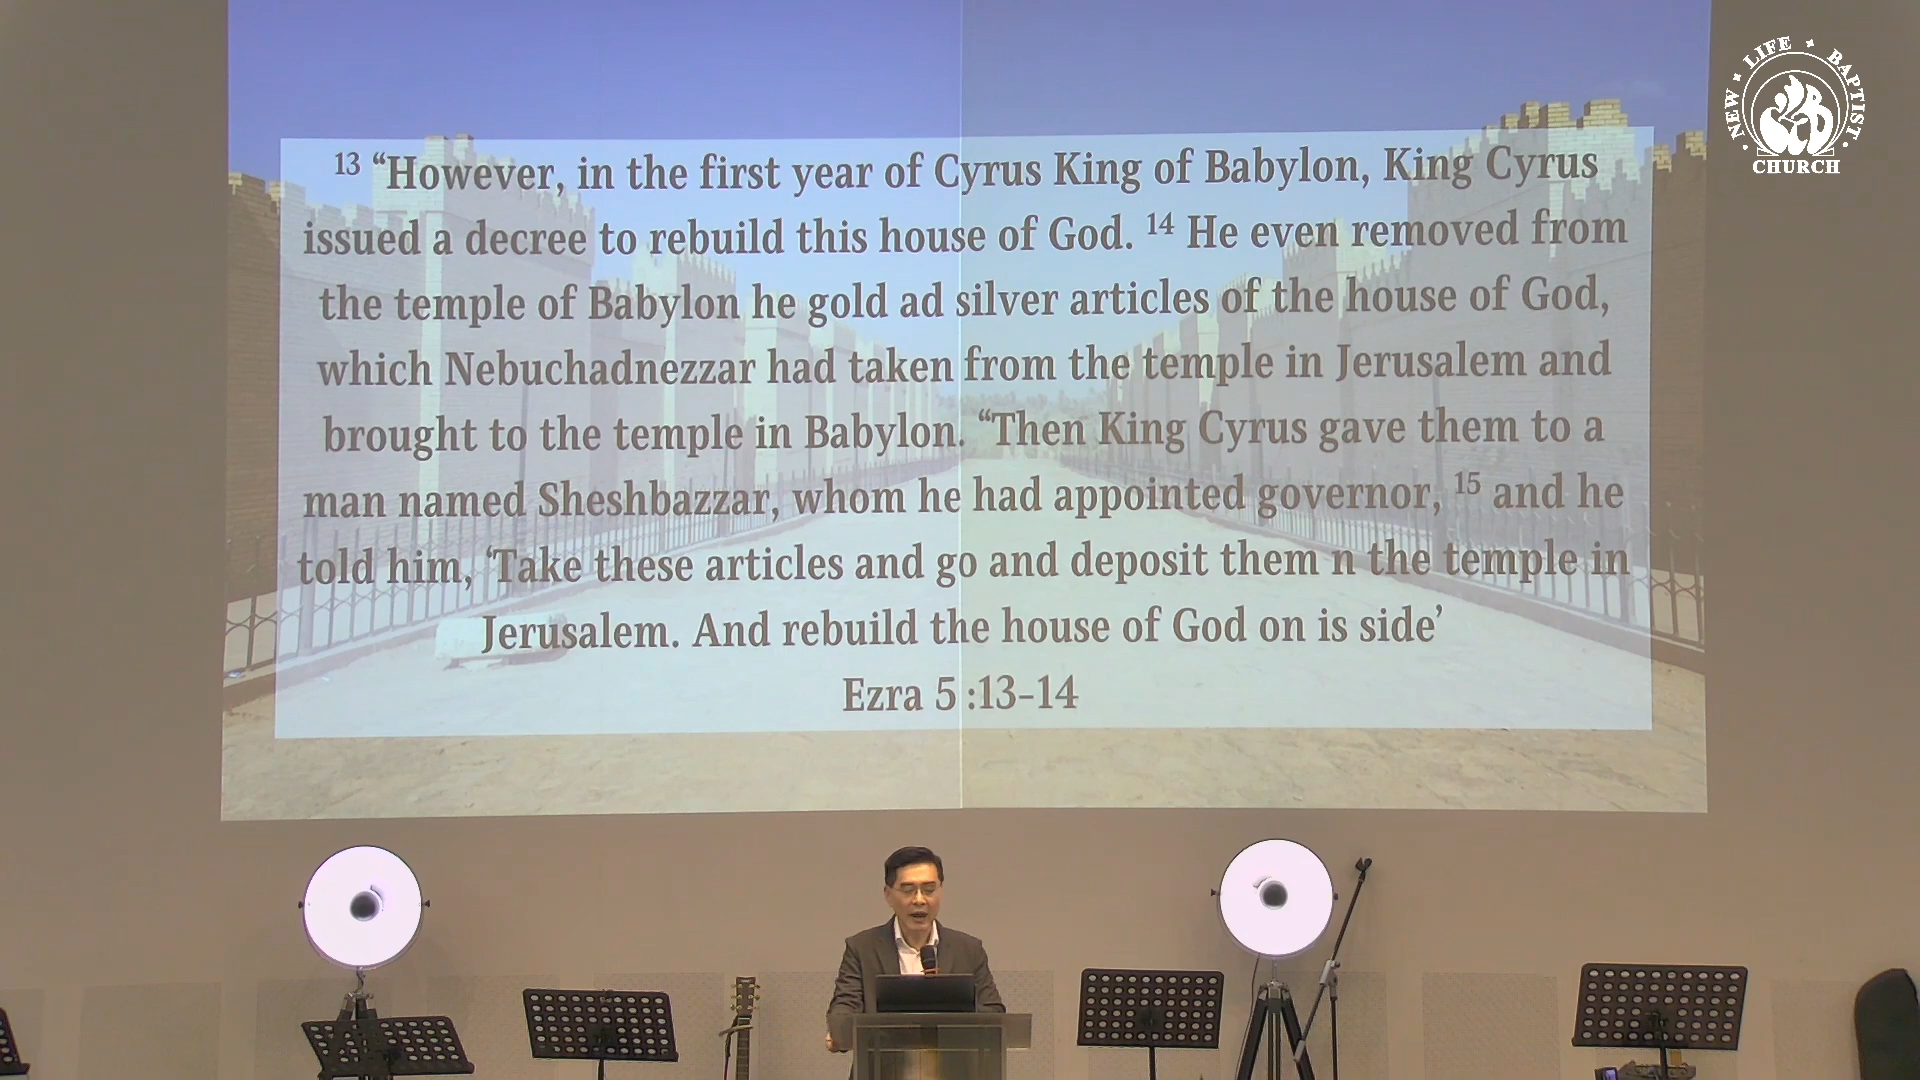 13 “However, in the first year of Cyrus King of Babylon, King Cyrus
issued a decree to rebuild this house of God. 14 He even removed from
the temple of Babylon he gold ad silver articles of the house of God,
which Nebuchadnezzar had taken from the temple in Jerusalem and
brought to the temple in Babylon. “Then King Cyrus gave them to a
man named Sheshbazzar, whom he had appointed governor, 15 and he
told him, ‘Take these articles and go and deposit them n the temple in
Jerusalem. And rebuild the house of God on is side’
Ezra 5:13-14
NEW LIFE BAPTIST
CHURCH